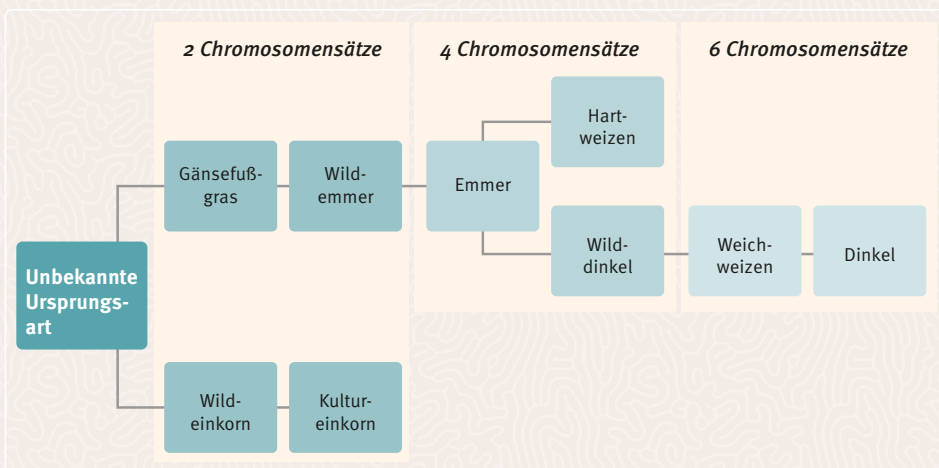 2 Chromosomensätze
4 Chromosomensätze
6 Chromosomensätze
Hart-
weizen
Gänsefuß-
gras
Wild-
emmer
Emmer
Unbekannte
Ursprungs-
art
Wild-
dinkel
Weich-
weizen
Dinkel
Wild-
einkorn
Kultur-
einkorn